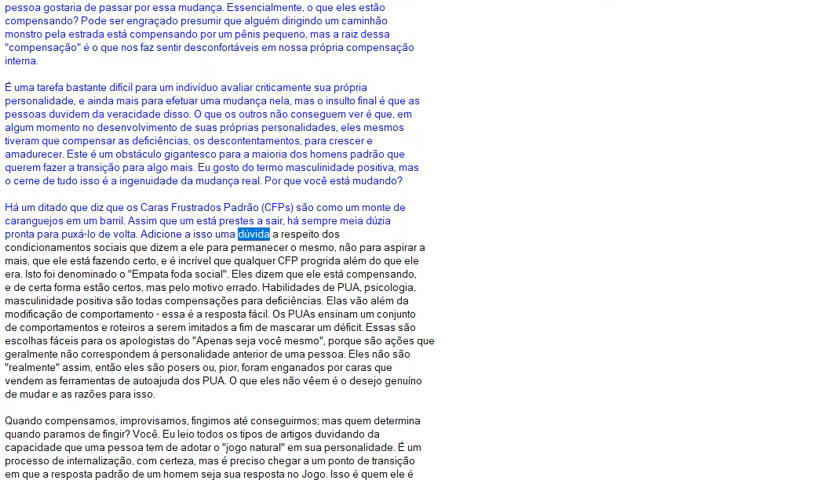 pessoa gostaria de passar por essa mudança. Essencialmente, o que eles estão
compensando? Pode ser engraçado presumir que alguém dirigindo um caminhão
monstro pela estrada está compensando por um pênis pequeno, mas a raiz dessa
"compensação" é o que nos faz sentir desconfortáveis em nossa própria compensação
interna.
É uma tarefa bastante difícil para um indivíduo avaliar criticamente sua própria
personalidade, e ainda mais para efetuar uma mudança nela, mas o insulto final é que as
pessoas duvidem da veracidade disso. O que os outros não conseguem ver é que, em
algum momento no desenvolvimento de suas próprias personalidades, eles mesmos
tiveram que compensar as deficiências, os descontentamentos, para crescer e
amadurecer. Este é um obstáculo gigantesco para a maioria dos homens padrão que
querem fazer a transição para algo mais. Eu gosto do termo masculinidade positiva, mas
o cerne de tudo isso é a ingenuidade da mudança real. Por que você está mudando?
Há um ditado que diz que os Caras Frustrados Padrão (CFPs) são como um monte de
caranguejos em um barril. Assim que um está prestes a sair, há sempre meia dúzia
pronta para puxá-lo de volta. Adicione a isso uma dúvida a respeito dos
condicionamentos sociais que dizem a ele para permanecer o mesmo, não para aspirar a
mais, que ele está fazendo certo, e é incrível que qualquer CFP progrida além do que ele
era. Isto foi denominado o "Empata foda social". Eles dizem que ele está compensando,
e de certa forma estão certos, mas pelo motivo errado. Habilidades de PUA, psicologia,
masculinidade positiva são todas compensações para deficiências. Elas vão além da
modificação de comportamento - essa é a resposta fácil. Os PUAs ensinam um conjunto
de comportamentos e roteiros a serem imitados a fim de mascarar um déficit. Essas são
escolhas fáceis para os apologistas do "Apenas seja você mesmo", porque são ações que
geralmente não correspondem à personalidade anterior de uma pessoa. Eles não são
"realmente" assim, então eles são posers ou, pior, foram enganados por caras que
vendem as ferramentas de autoajuda dos PUA. O que eles não vêem é o desejo genuíno
de mudar e as razões para isso.
Quando compensamos, improvisamos, fingimos até conseguirmos; mas quem determina
quando paramos de fingir? Você. Eu leio todos os tipos de artigos duvidando da
capacidade que uma pessoa tem de adotar o "jogo natural" em sua personalidade. É um
processo de internalização, com certeza, mas é preciso chegar a um ponto de transição
em que a resposta padrão de um homem seja sua resposta no Jogo. Isso é quem ele é